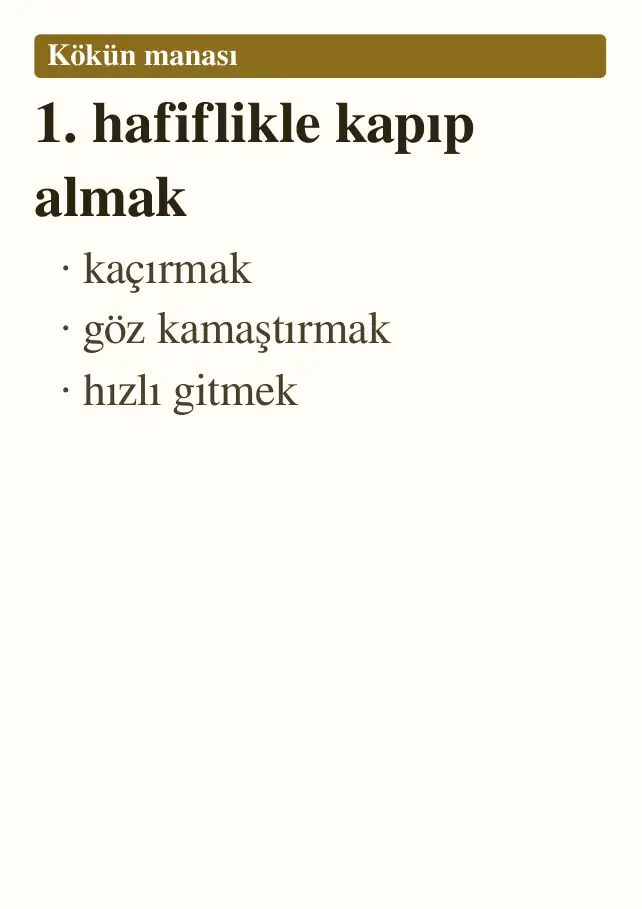 Kökün manası
1. hafiflikle kapıp
almak
· kaçırmak
· göz kamaştırmak
· hızlı gitmek